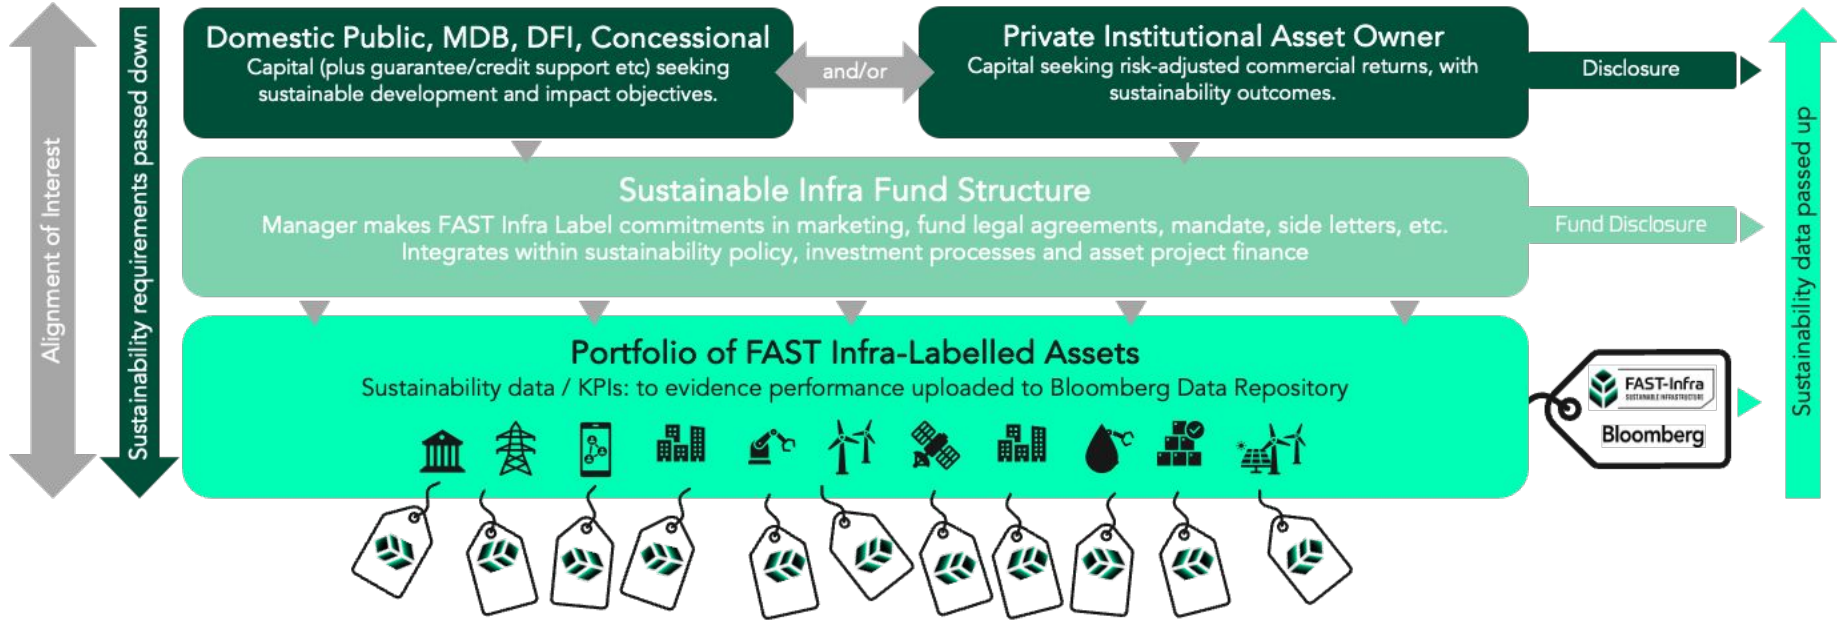 Alignment of Interest
Sustainability requirements passed down
Domestic Public, MDB, DFI, Concessional
Capital (plus guarantee/credit support etc) seeking
sustainable development and impact objectives.
and/or
Private Institutional Asset Owner
Capital seeking risk-adjusted commercial returns, with
sustainability outcomes.
Disclosure
Sustainable Infra Fund Structure
Manager makes FAST Infra Label commitments in marketing, fund legal agreements, mandate, side letters, etc.
Integrates within sustainability policy, investment processes and asset project finance
Fund Disclosure
Portfolio of FAST Infra-Labelled Assets
Sustainability data / KPIs: to evidence performance uploaded to Bloomberg Data Repository
FAST-Infra
SUSTAINABLE INFRASTRUCTURE
Bloomberg
Sustainability data passed up